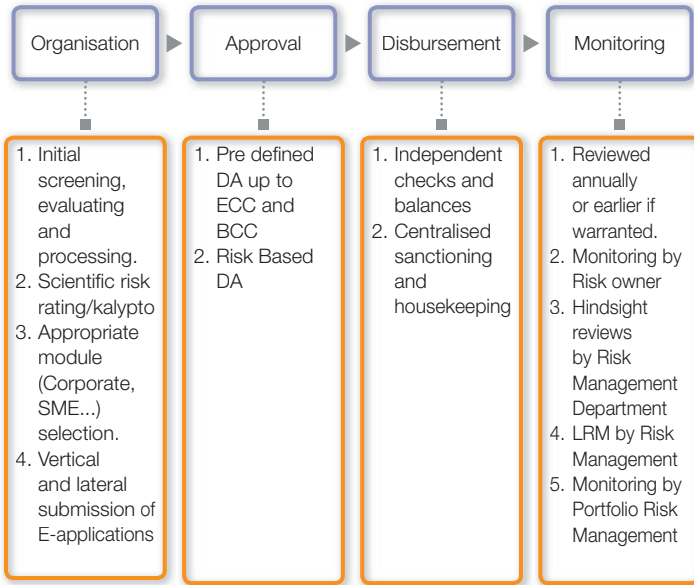 Organisation
Approval
Disbursement
Monitoring
1. Initial
screening,
evaluating
and
processing.
2. Scientific risk
rating/kalypto
3. Appropriate
module
(Corporate,
SME...)
selection.
4. Vertical
and lateral
submission of
E-applications
1. Pre defined
DA up to
ECC and
BCC
2. Risk Based
DA
1. Independent
checks and
balances
2. Centralised
sanctioning
and
housekeeping
1. Reviewed
annually
or earlier if
warranted.
2. Monitoring by
Risk owner
3. Hindsight
reviews
by Risk
Management
Department
4. LRM by Risk
Management
5. Monitoring by
Portfolio Risk
Management